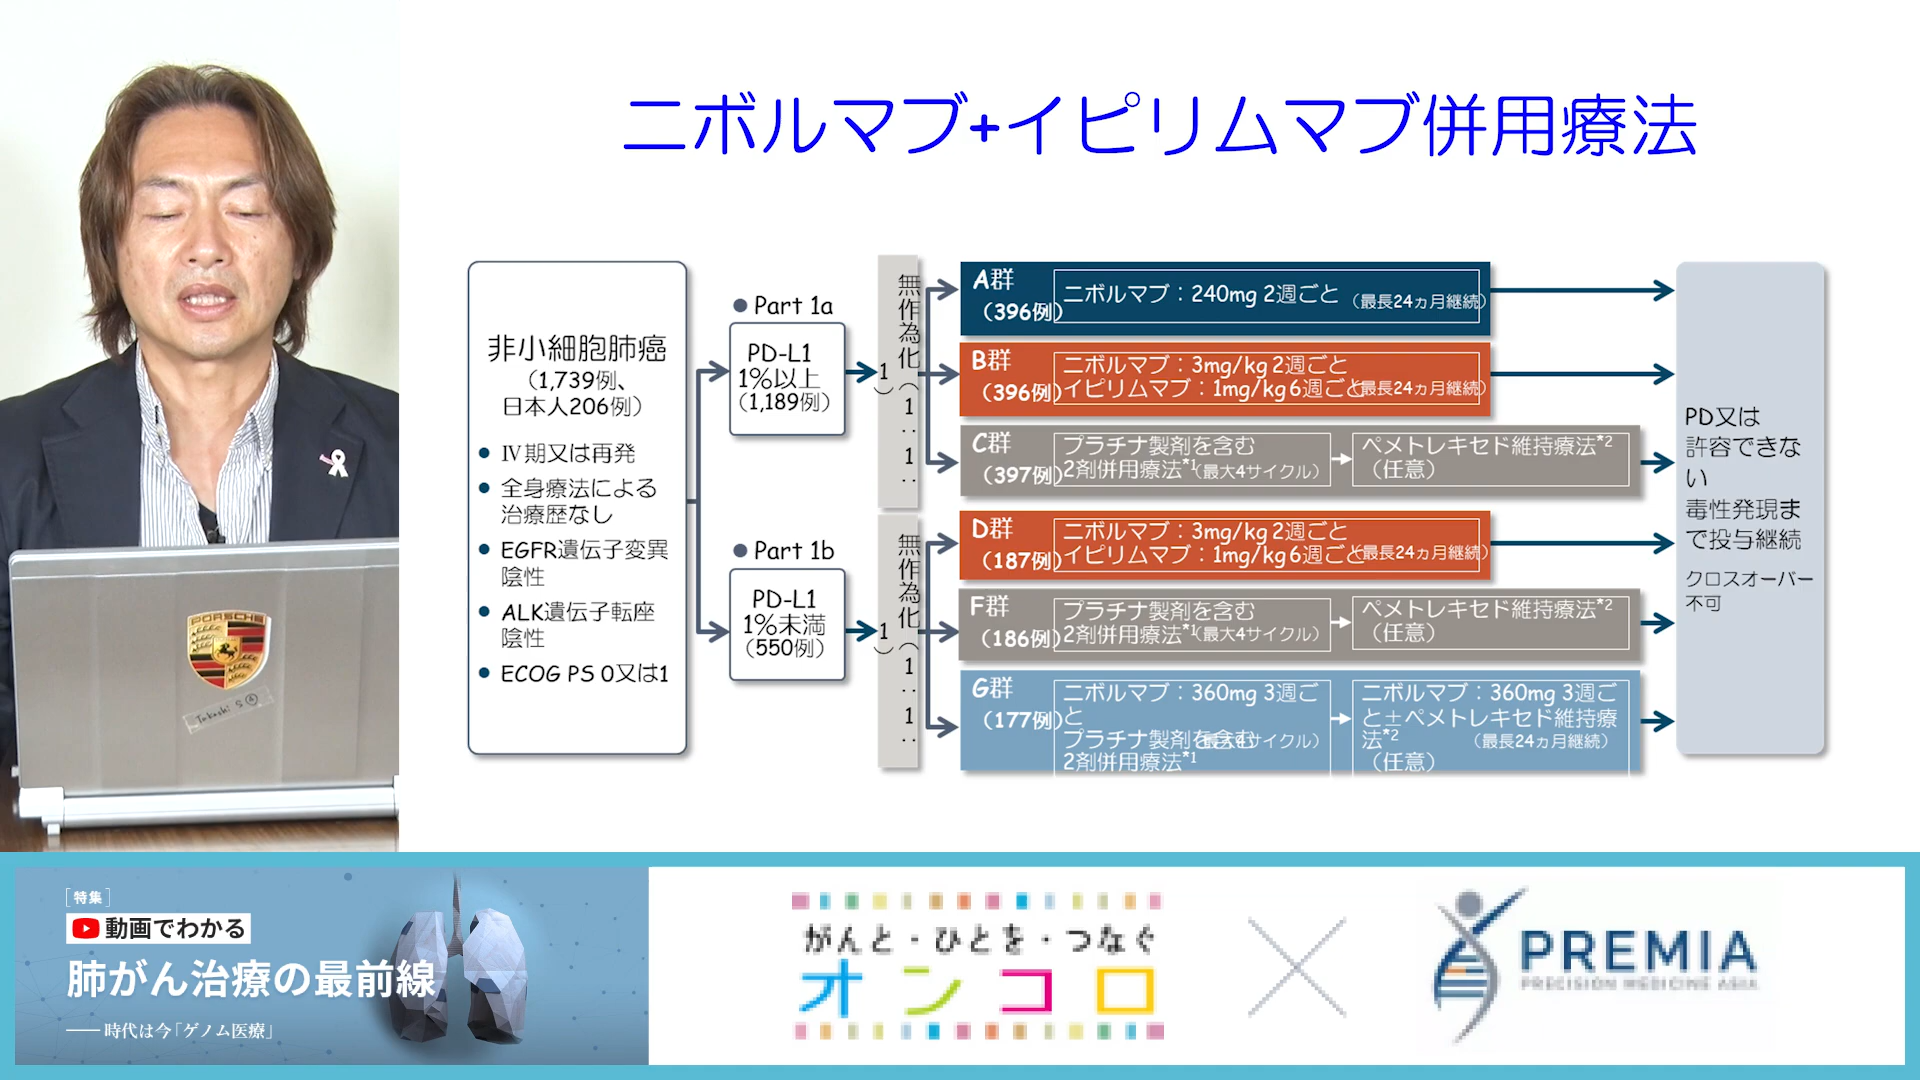 ニボルマブ+イピリムマブ併用療法
非小細胞肺癌
（1,739例、
日本人206例）
● Ⅳ期又は再発
● 全身療法による
治療歴なし
● EGFR遺伝子変異
陰性
● ALK遺伝子転座
陰性
● ECOG PS 0又は1
● Part 1a
PD-L1
1%以上
（1,189例）
● Part 1b
PD-L1
1%未満
（550例）
無作為化（1：1：
1）
無作為化（1：1：
1）
A群
（396例）
ニボルマブ：240mg 2週ごと （最長24ヵ月継続）
B群
（396例）
ニボルマブ：3mg/kg 2週ごと
イピリムマブ：1mg/kg 6週ごと（最長24ヵ月継続）
C群
（397例）
プラチナ製剤を含む
2剤併用療法*1（最大4サイクル）
ペメトレキセド維持療法*2
（任意）
D群
（187例）
ニボルマブ：3mg/kg 2週ごと
イピリムマブ：1mg/kg 6週ごと（最長24ヵ月継続）
F群
（186例）
プラチナ製剤を含む
2剤併用療法*1（最大4サイクル）
ペメトレキセド維持療法*2
（任意）
G群
（177例）
ニボルマブ：360mg 3週ご
と
プラチナ製剤を含む（最大4サイクル）
2剤併用療法*1
ニボルマブ：360mg 3週ご
と±ペメトレキセド維持療
法*2 （最長24ヵ月継続）
（任意）
PD又は
許容できな
い
毒性発現ま
で投与継続
クロスオーバー
不可
PORSCHE
Takashi S
［特集］
動画でわかる
肺がん治療の最前線
── 時代は今「ゲノム医療」
がんと・ひとを・つなぐ
オンコロ
PREMIA
PRECISION MEDICINE ASIA